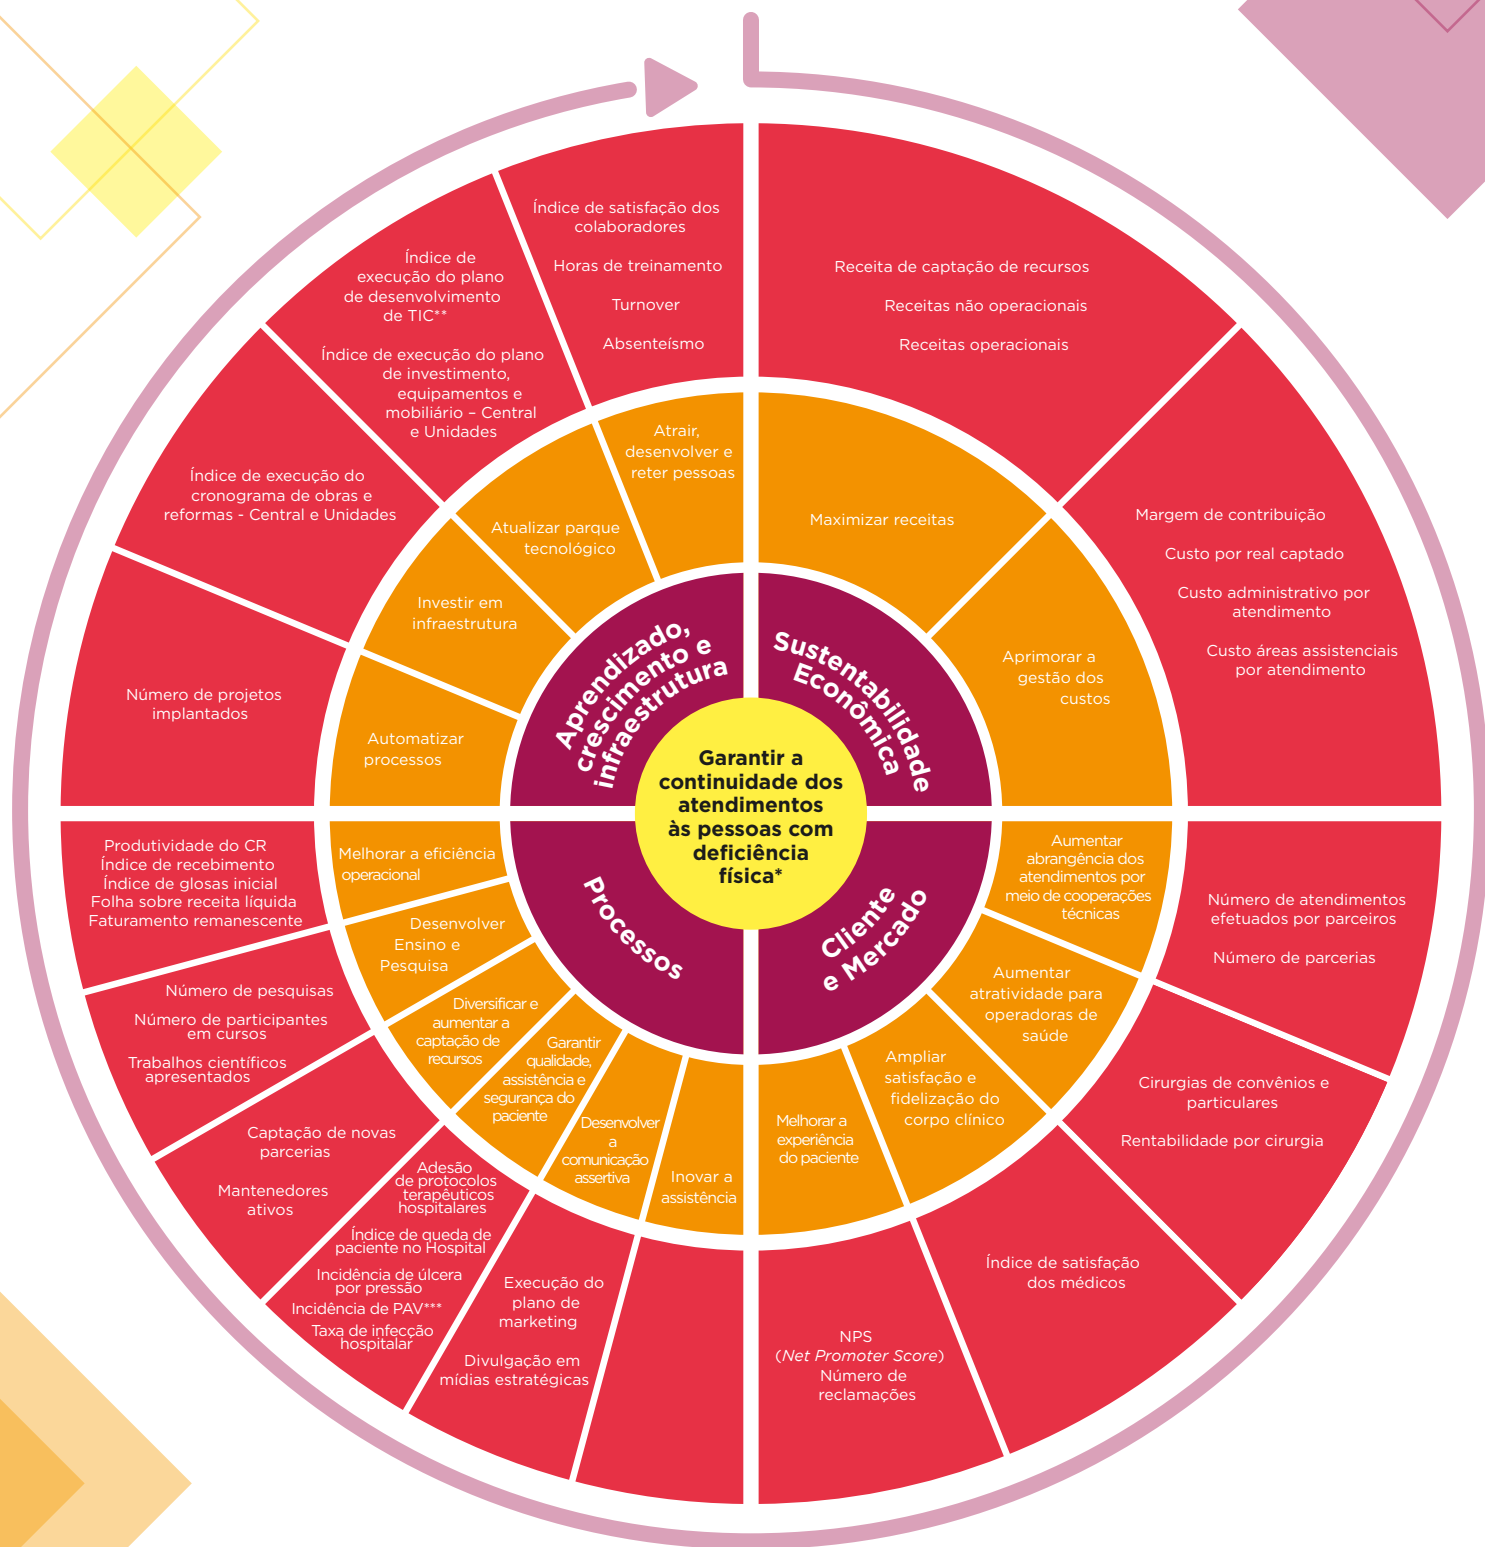 Garantir a
continuidade dos
atendimentos
às pessoas com
deficiência
física*
Sustentabilidade
Econômica
Maximizar receitas
Receita de captação de recursos
Receitas não operacionais
Receitas operacionais
Aprimorar a
gestão dos
custos
Margem de contribuição
Custo por real captado
Custo administrativo por
atendimento
Custo áreas assistenciais
por atendimento
Cliente
e Mercado
Aumentar
abrangência dos
atendimentos por
meio de cooperações
técnicas
Número de atendimentos
efetuados por parceiros
Número de parcerias
Aumentar
atratividade para
operadoras de
saúde
Cirurgias de convênios e
particulares
Rentabilidade por cirurgia
Ampliar
satisfação e
fidelização do
corpo clínico
Índice de satisfação
dos médicos
Melhorar a
experiência
do paciente
NPS
(Net Promoter Score)
Número de
reclamações
Processos
Inovar a
assistência
Desenvolver
a
comunicação
assertiva
Execução do
plano de
marketing
Divulgação em
mídias estratégicas
Garantir
qualidade,
assistência e
segurança do
paciente
Adesão
de protocolos
terapêuticos
hospitalares
Índice de queda de
paciente no Hospital
Incidência de úlcera
por pressão
Incidência de PAV***
Taxa de infecção
hospitalar
Diversificar e
aumentar a
captação de
recursos
Captação de novas
parcerias
Mantenedores
ativos
Desenvolver
Ensino e
Pesquisa
Número de pesquisas
Número de participantes
em cursos
Trabalhos científicos
apresentados
Melhorar a eficiência
operacional
Produtividade do CR
Índice de recebimento
Índice de glosas inicial
Folha sobre receita líquida
Faturamento remanescente
Aprendizado,
crescimento e
infraestrutura
Automatizar
processos
Número de projetos
implantados
Investir em
infraestrutura
Índice de execução do
cronograma de obras e
reformas - Central e Unidades
Atualizar parque
tecnológico
Índice de
execução do plano
de desenvolvimento
de TIC**
Índice de execução do plano
de investimento,
equipamentos e
mobiliário – Central
e Unidades
Atrair,
desenvolver e
reter pessoas
Índice de satisfação dos
colaboradores
Horas de treinamento
Turnover
Absenteísmo